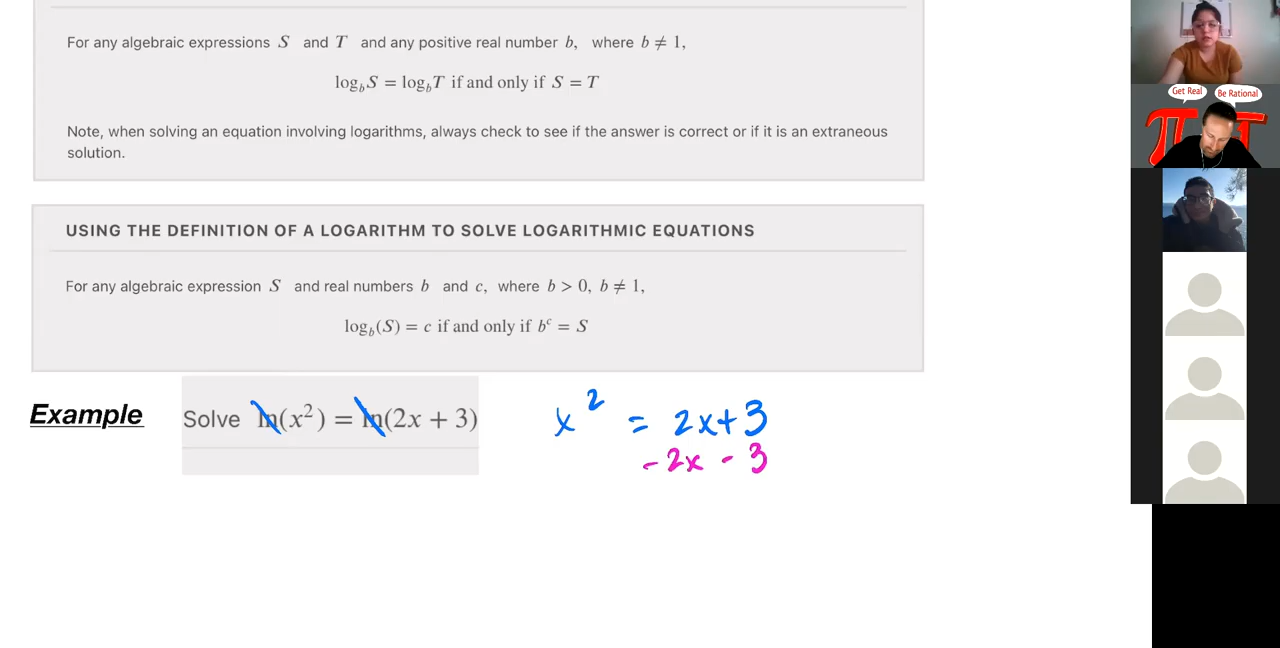 For any algebraic expressions S and T and any positive real number b, where b ≠ 1,
log_b S = log_b T if and only if S = T
Note, when solving an equation involving logarithms, always check to see if the answer is correct or if it is an extraneous
solution.
USING THE DEFINITION OF A LOGARITHM TO SOLVE LOGARITHMIC EQUATIONS
For any algebraic expression S and real numbers b and c, where b > 0, b ≠ 1,
log_b(S) = c if and only if b^c = S
Example Solve ln(x²) = ln(2x + 3) x² = 2x+3
-2x - 3
Get Real Be Rational